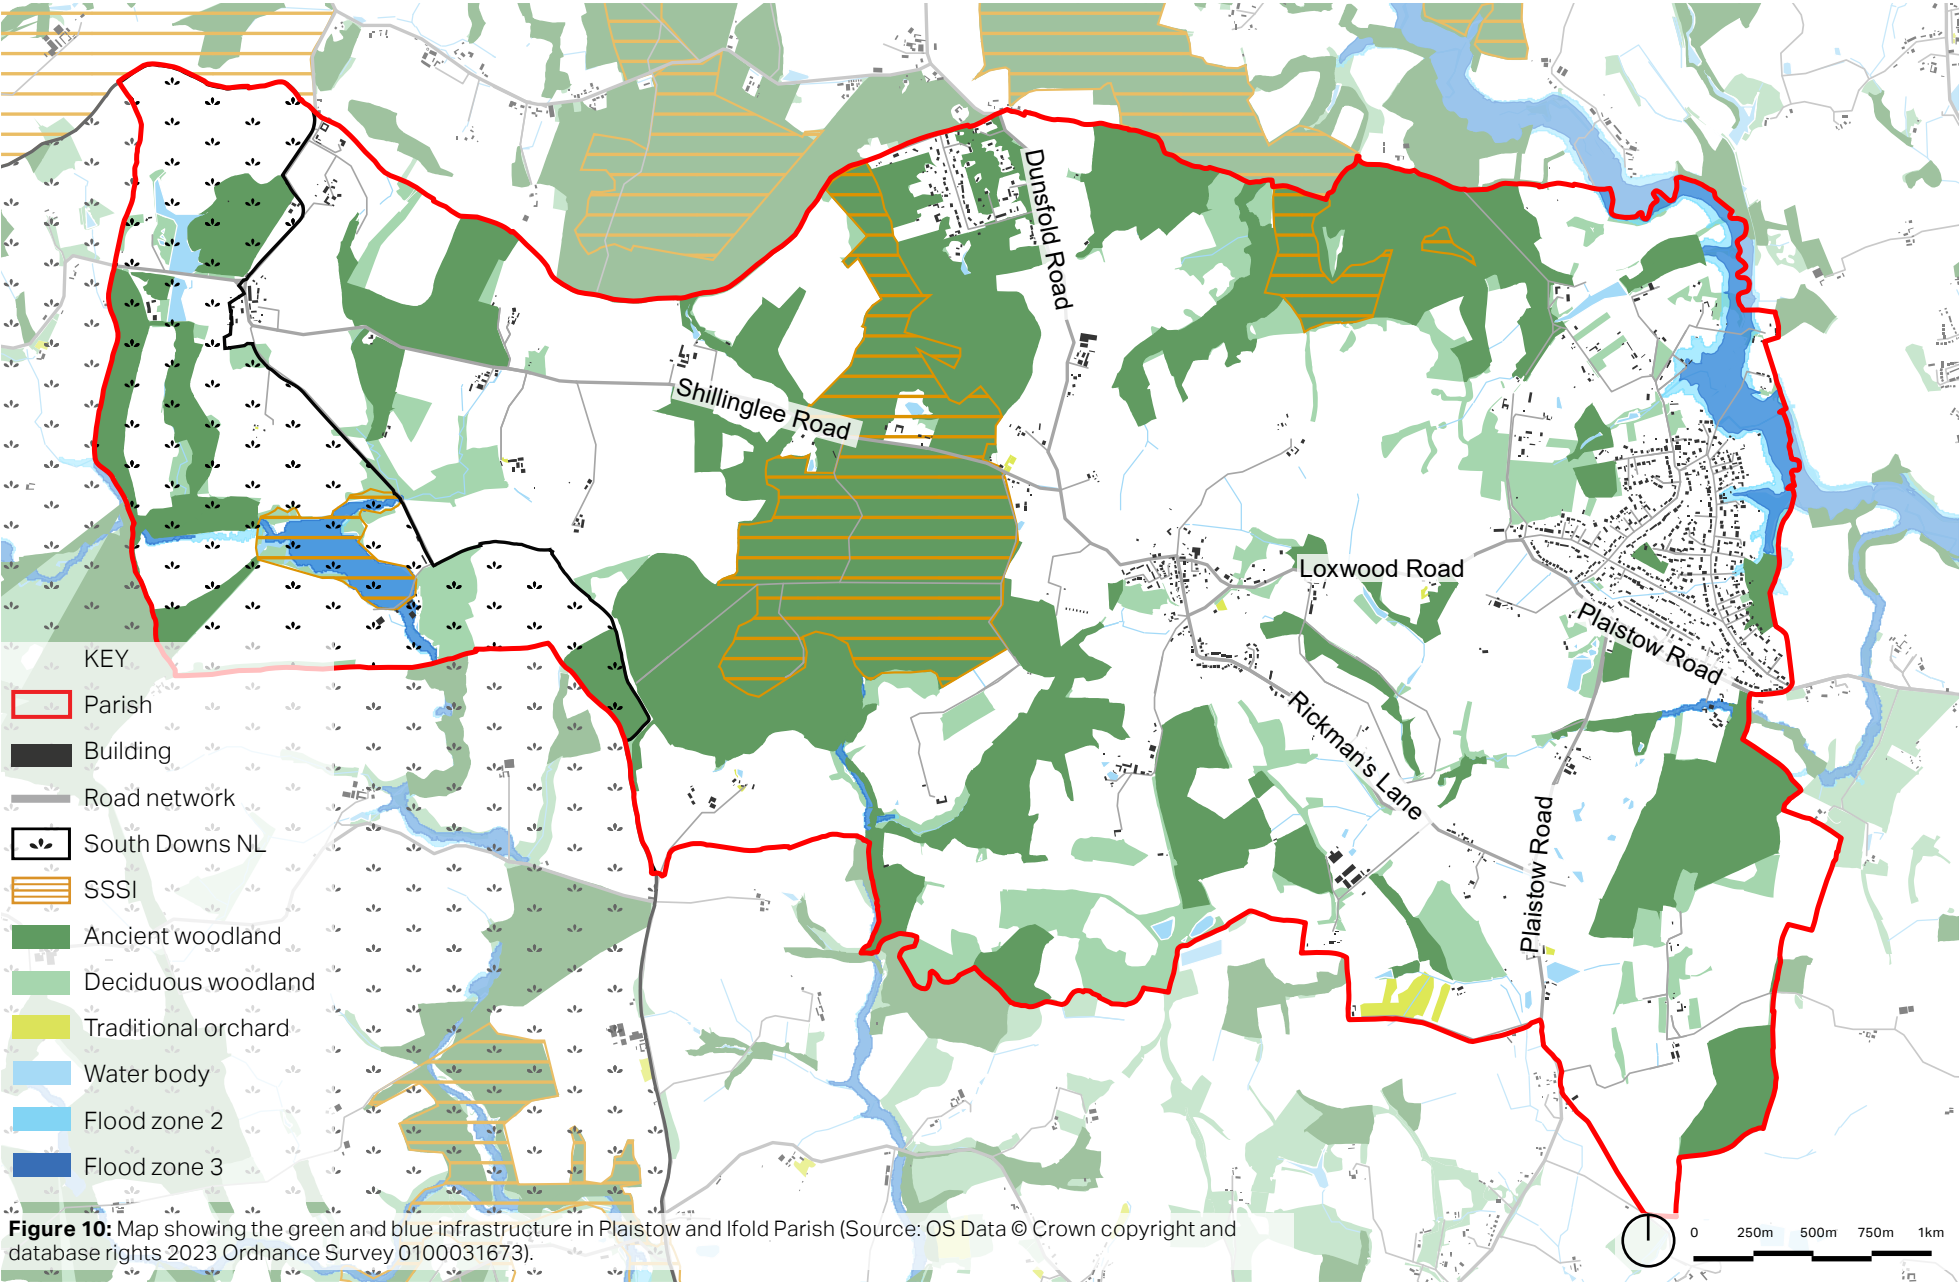 Dunsfold Road
Shillinglee Road
Loxwood Road
Plaistow Road
Rickman's Lane
Plaistow Road
KEY
Parish
Building
Road network
South Downs NL
SSSI
Ancient woodland
Deciduous woodland
Traditional orchard
Water body
Flood zone 2
Flood zone 3
Figure 10: Map showing the green and blue infrastructure in Plaistow and Ifold Parish (Source: OS Data © Crown copyright and
database rights 2023 Ordnance Survey 0100031673).
0 250m 500m 750m 1km